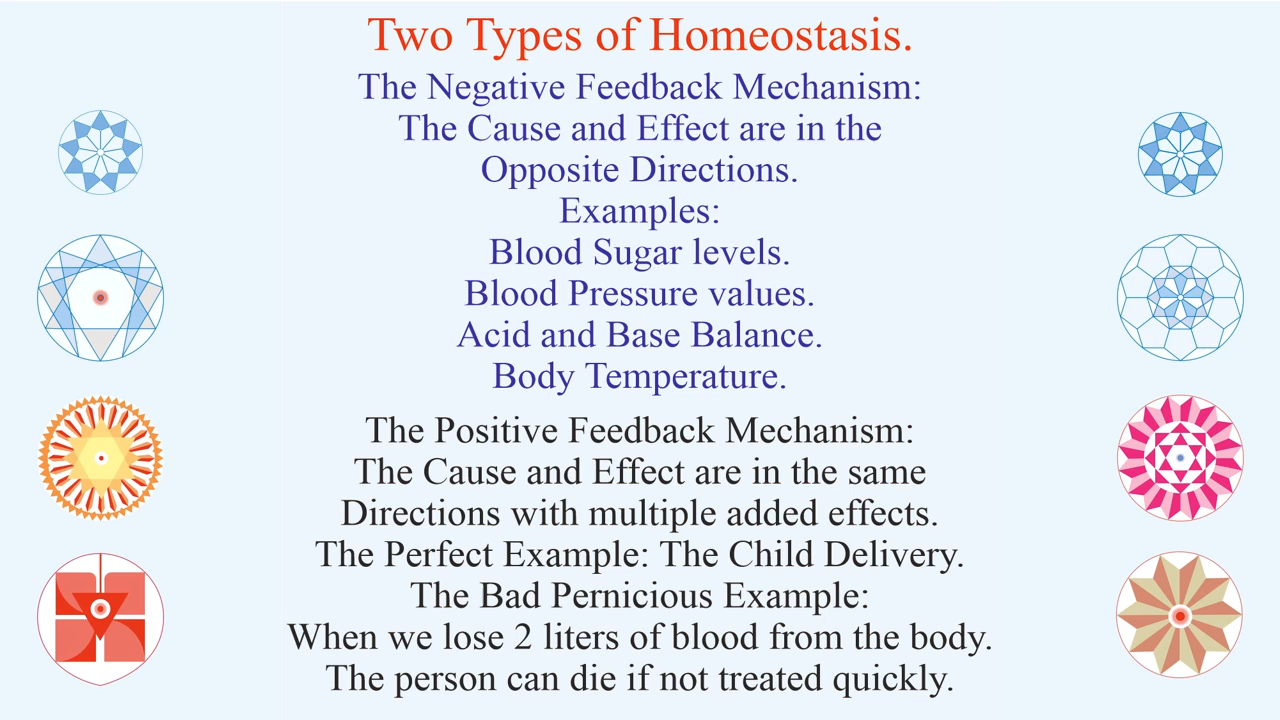 Two Types of Homeostasis.
The Negative Feedback Mechanism:
The Cause and Effect are in the
Opposite Directions.
Examples:
Blood Sugar levels.
Blood Pressure values.
Acid and Base Balance.
Body Temperature.
The Positive Feedback Mechanism:
The Cause and Effect are in the same
Directions with multiple added effects.
The Perfect Example: The Child Delivery.
The Bad Pernicious Example:
When we lose 2 liters of blood from the body.
The person can die if not treated quickly.